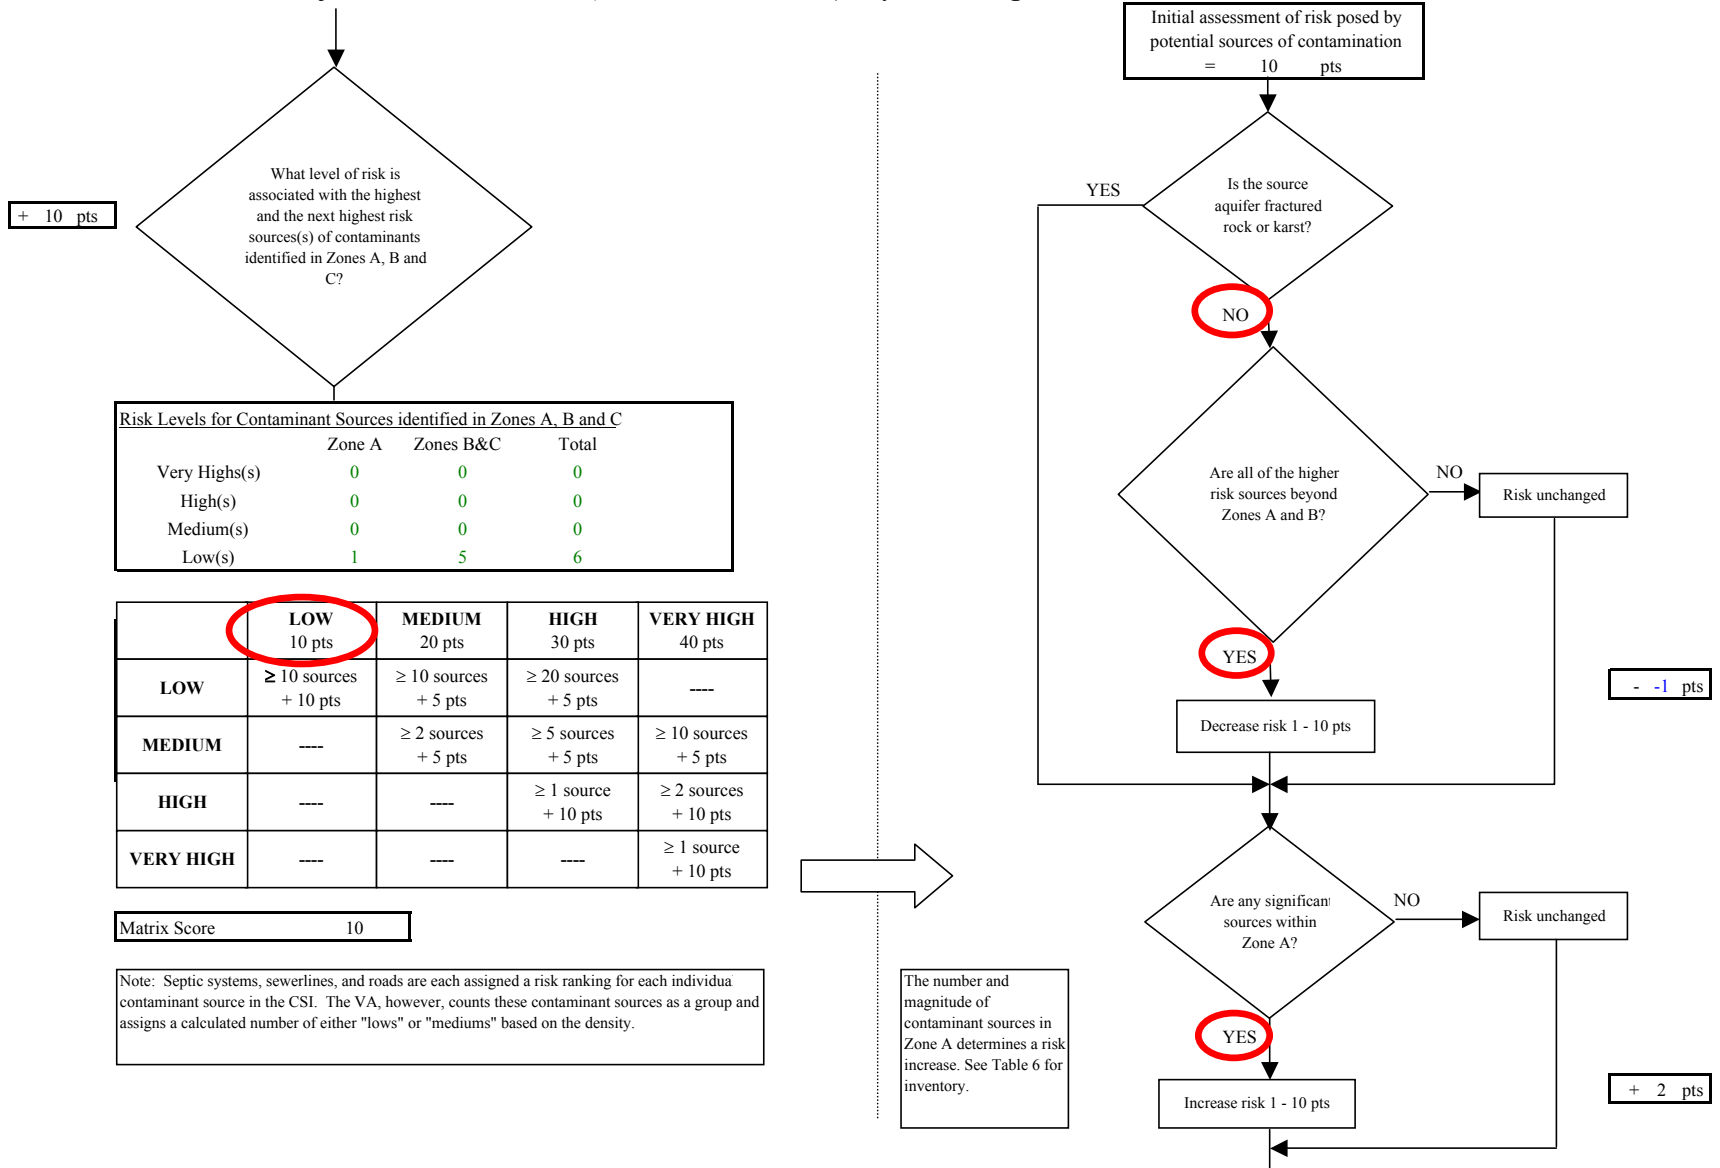 What level of risk is
associated with the highest
and the next highest risk
sources(s) of contaminants
identified in Zones A, B and
C?
+ 10 pts
Risk Levels for Contaminant Sources identified in Zones A, B and C
Zone A Zones B&C Total
Very Highs(s) 0 0 0
High(s) 0 0 0
Medium(s) 0 0 0
Low(s) 1 5 6
LOW MEDIUM HIGH VERY HIGH
10 pts 20 pts 30 pts 40 pts
LOW ≥ 10 sources ≥ 10 sources ≥ 20 sources ----
+ 10 pts + 5 pts + 5 pts
MEDIUM ---- ≥ 2 sources ≥ 5 sources ≥ 10 sources
+ 5 pts + 5 pts + 5 pts
HIGH ---- ---- ≥ 1 source ≥ 2 sources
+ 10 pts + 10 pts
VERY HIGH ---- ---- ---- ≥ 1 source
+ 10 pts
Matrix Score 10
Note: Septic systems, sewerlines, and roads are each assigned a risk ranking for each individua
contaminant source in the CSI. The VA, however, counts these contaminant sources as a group and
assigns a calculated number of either "lows" or "mediums" based on the density.
Initial assessment of risk posed by
potential sources of contamination
= 10 pts
Is the source
aquifer fractured
rock or karst?
YES
NO
Are all of the higher
risk sources beyond
Zones A and B?
NO
Risk unchanged
YES
Decrease risk 1 - 10 pts
- -1 pts
Are any significant
sources within
Zone A?
NO
Risk unchanged
The number and
magnitude of
contaminant sources in
Zone A determines a risk
increase. See Table 6 for
inventory.
YES
Increase risk 1 - 10 pts
+ 2 pts